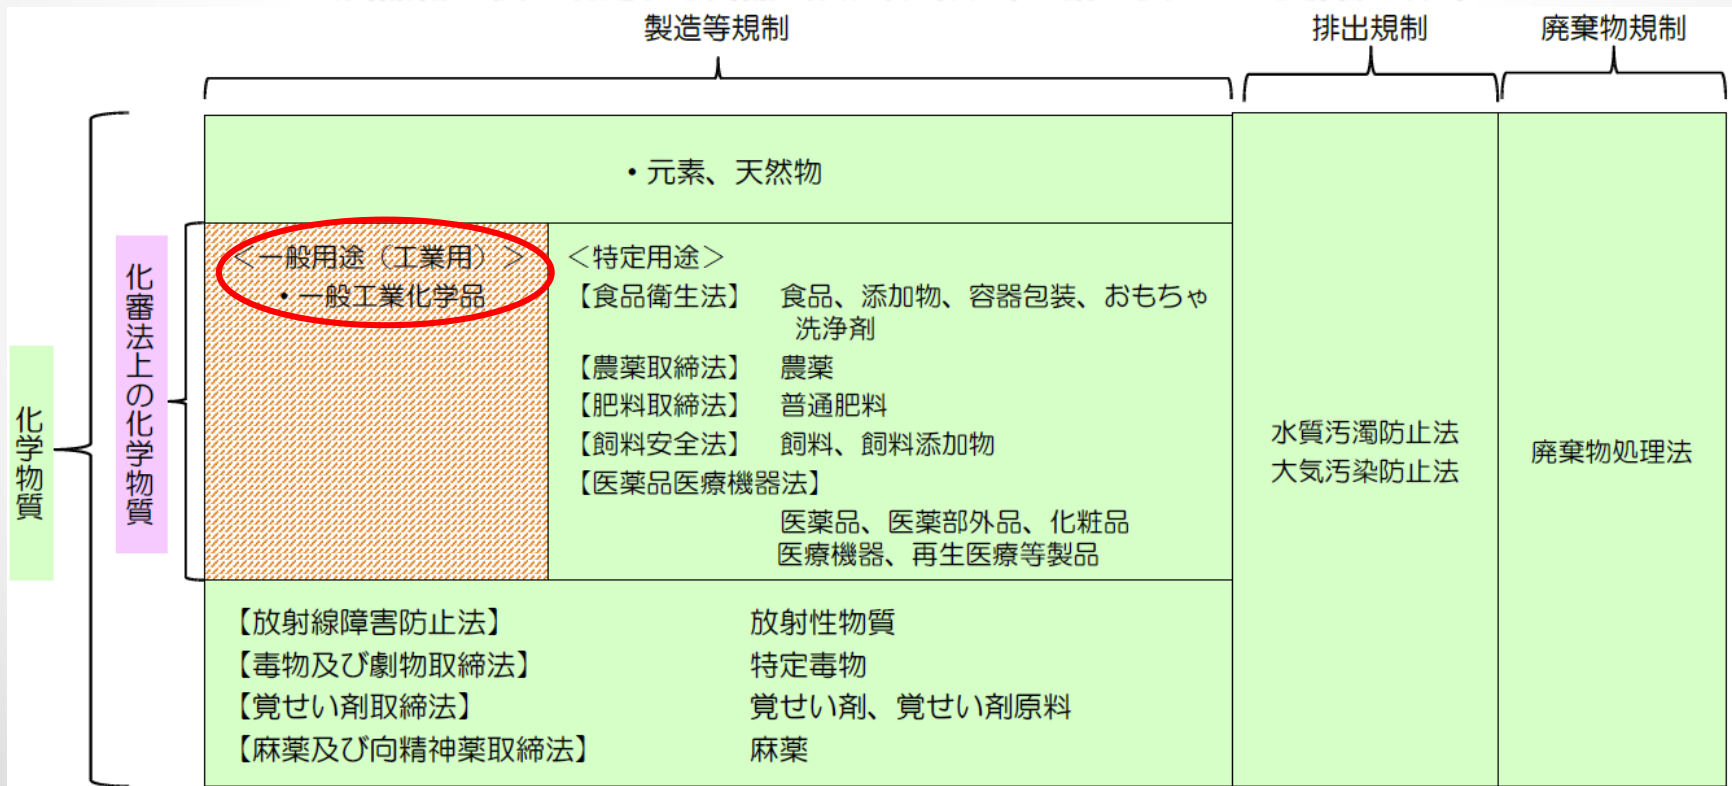 製造等規制
排出規制
廃棄物規制
・元素、天然物
化学物質
化審法上の化学物質
＜一般用途（工業用）＞
・一般工業化学品
＜特定用途＞
【食品衛生法】 食品、添加物、容器包装、おもちゃ
洗浄剤
【農薬取締法】 農薬
【肥料取締法】 普通肥料
【飼料安全法】 飼料、飼料添加物
【医薬品医療機器法】
医薬品、医薬部外品、化粧品
医療機器、再生医療等製品
【放射線障害防止法】 放射性物質
【毒物及び劇物取締法】 特定毒物
【覚せい剤取締法】 覚せい剤、覚せい剤原料
【麻薬及び向精神薬取締法】 麻薬
水質汚濁防止法
大気汚染防止法
廃棄物処理法